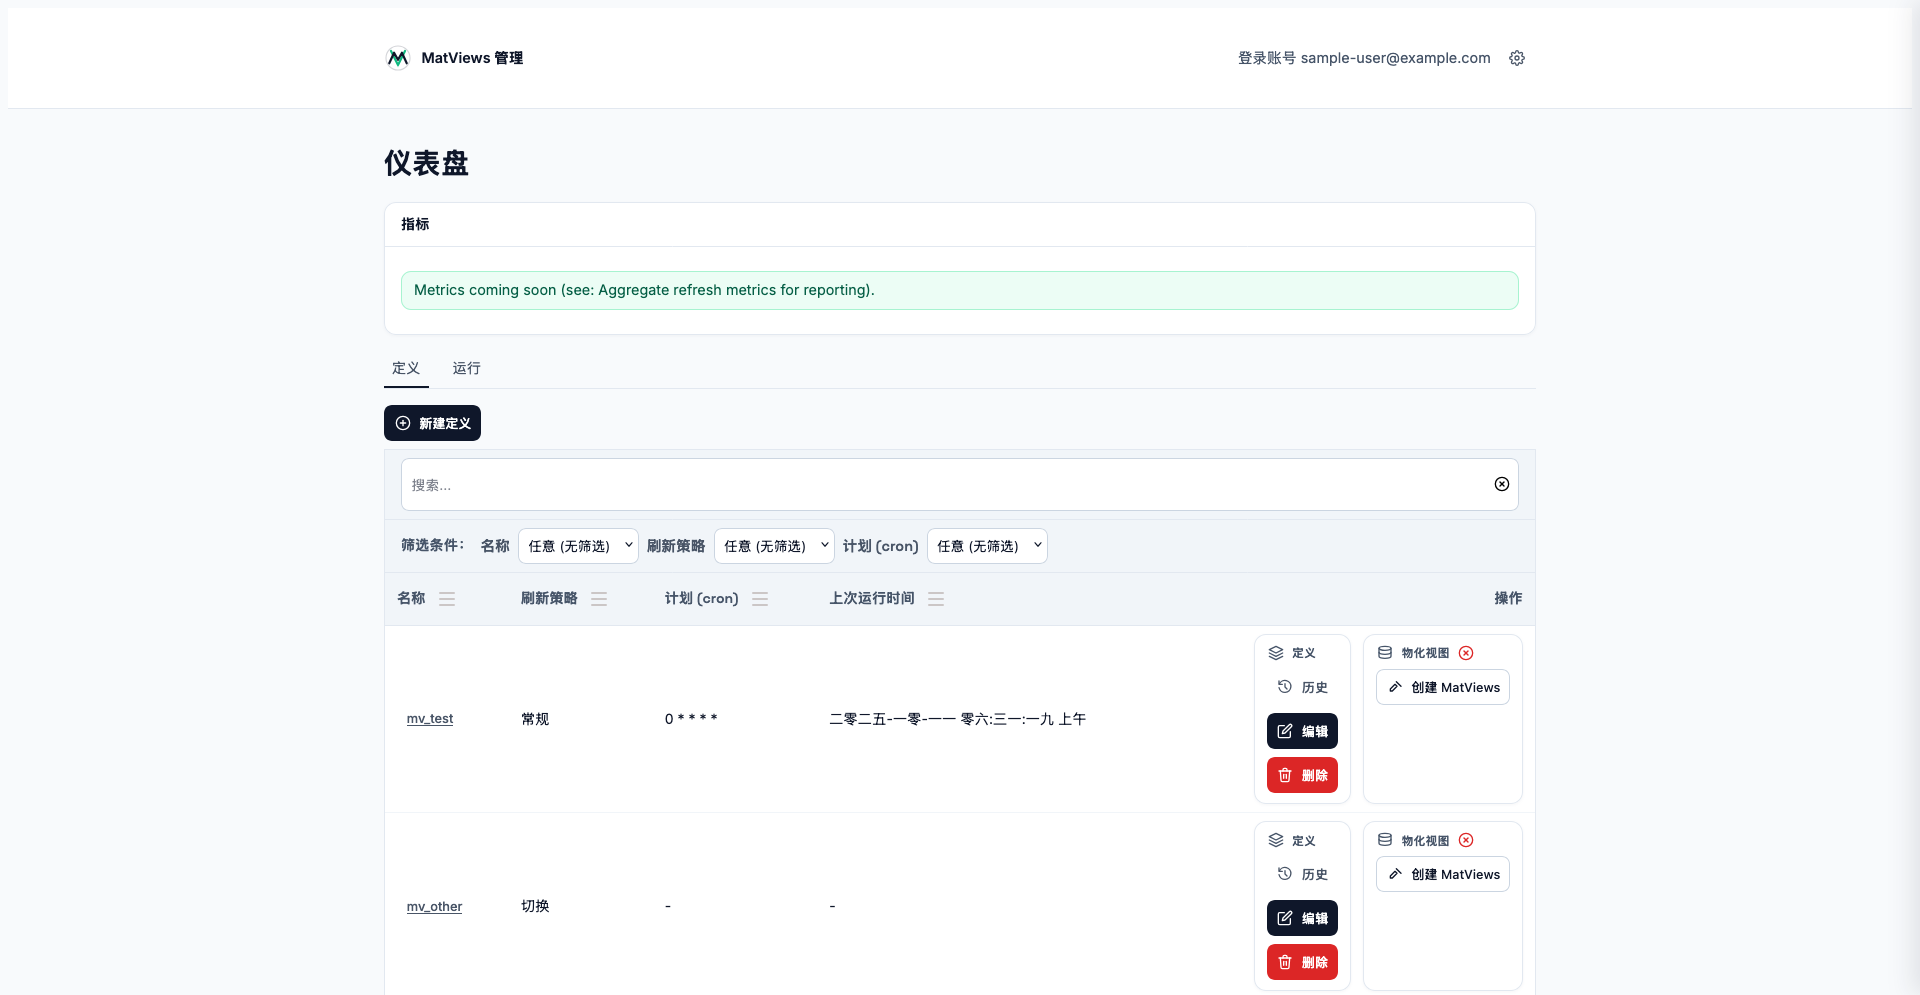 MatViews 管理
登录账号 sample-user@example.com
仪表盘
指标
Metrics coming soon (see: Aggregate refresh metrics for reporting).
定义 运行
新建定义
搜索...
筛选条件: 名称 任意 (无筛选) 刷新策略 任意 (无筛选) 计划 (cron) 任意 (无筛选)
名称 刷新策略 计划 (cron) 上次运行时间 操作
mv_test 常规 0 * * * * 二零二五-一零-一一 零六:三一:一九 上午
定义
历史
编辑
删除
物化视图
创建 MatViews
mv_other 切换 - -
定义
历史
编辑
删除
物化视图
创建 MatViews